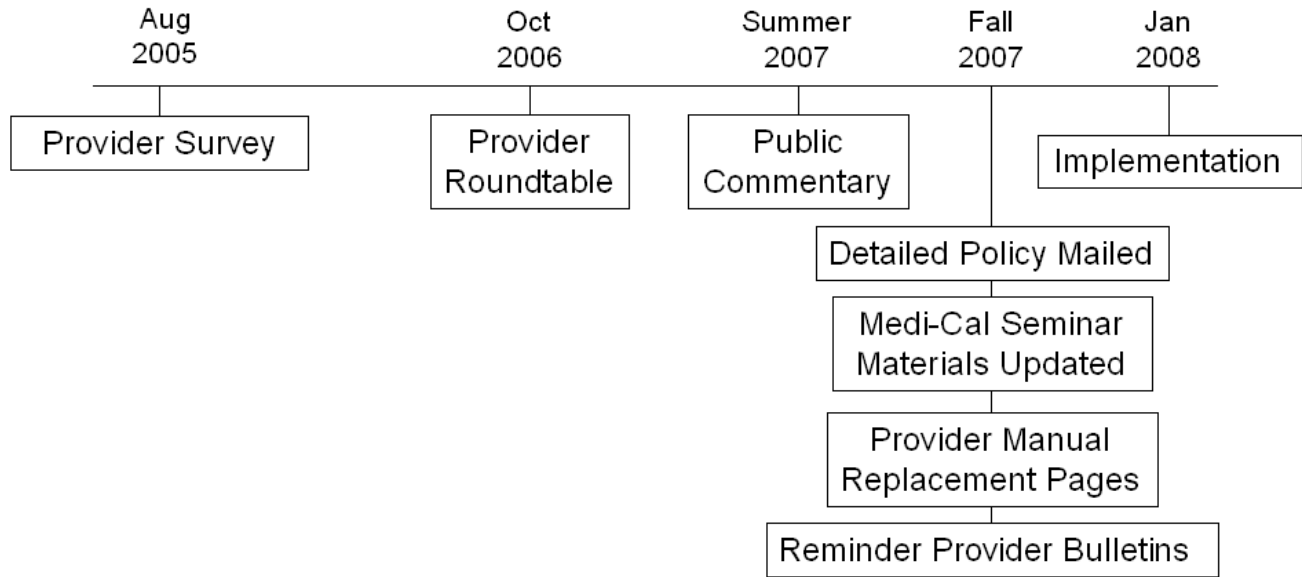 Aug
2005
Oct
2006
Summer
2007
Fall
2007
Jan
2008
Provider Survey
Provider
Roundtable
Public
Commentary
Implementation
Detailed Policy Mailed
Medi-Cal Seminar
Materials Updated
Provider Manual
Replacement Pages
Reminder Provider Bulletins